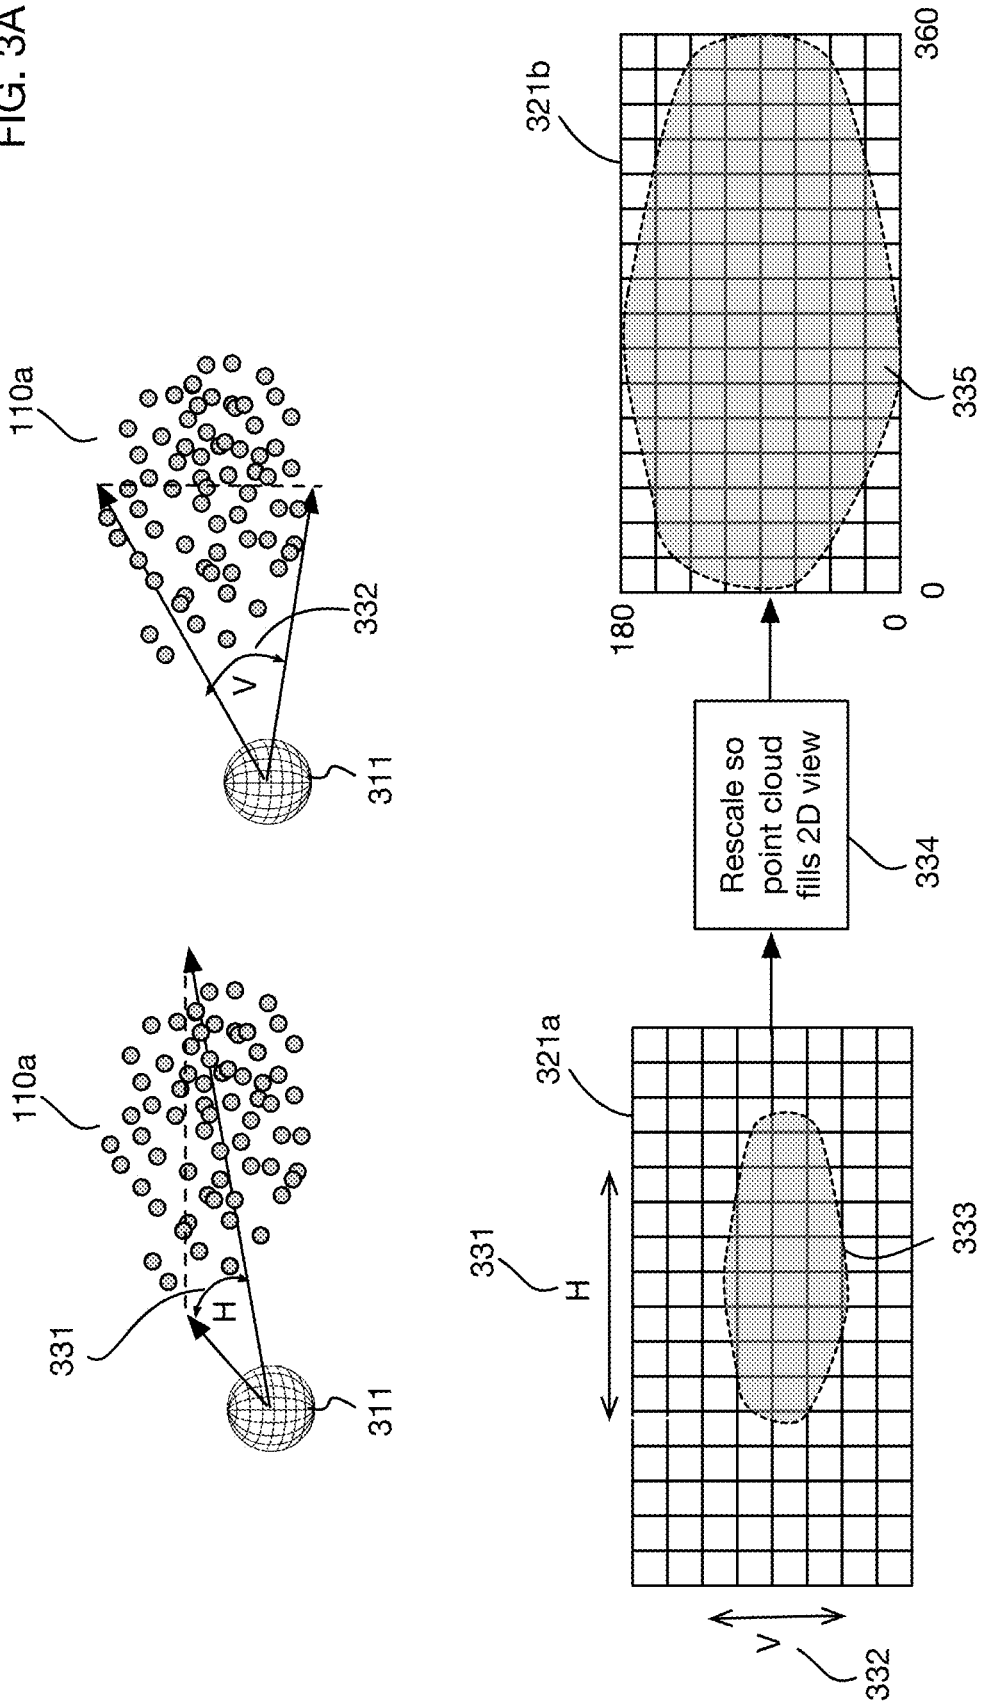 FIG. 3A
110a
331
H
311
110a
V
332
311
331
H
321a
V
332
333
Rescale so
point cloud
fills 2D view
334
321b
180
0
0
360
335